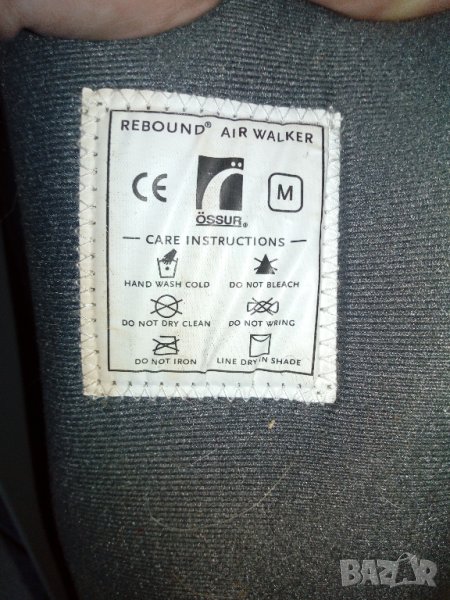 REBOUND® AIR WALKER
CE
ÖSSUR®
M
CARE INSTRUCTIONS
HAND WASH COLD
DO NOT BLEACH
DO NOT DRY CLEAN
DO NOT WRING
DO NOT IRON
LINE DRY IN SHADE
BAZAR